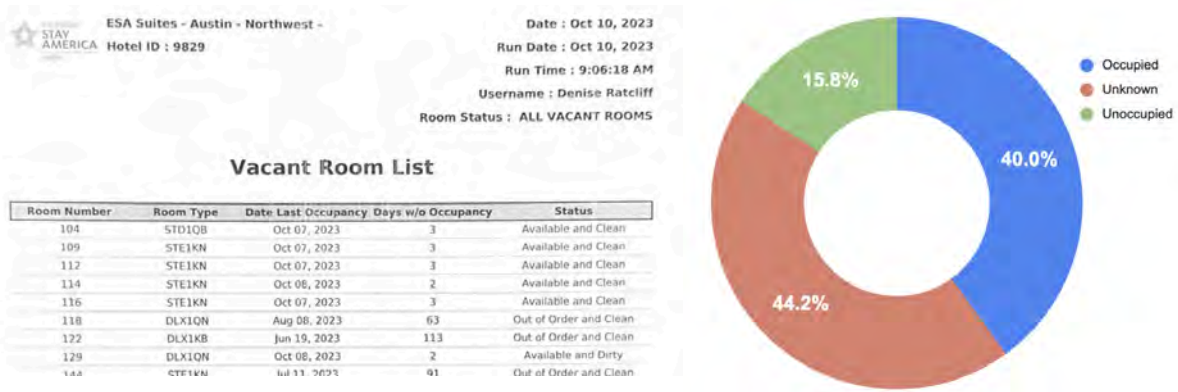 STAY
AMERICA
ESA Suites - Austin - Northwest -
Hotel ID : 9829
Date : Oct 10, 2023
Run Date : Oct 10, 2023
Run Time : 9:06:18 AM
Username : Denise Ratcliff
Room Status : ALL VACANT ROOMS
Vacant Room List
Room Number Room Type Date Last Occupancy Days w/o Occupancy Status
104 STD1QB Oct 07, 2023 3 Available and Clean
109 STE1KN Oct 07, 2023 3 Available and Clean
112 STE1KN Oct 07, 2023 3 Available and Clean
114 STE1KN Oct 08, 2023 2 Available and Clean
116 STE1KN Oct 07, 2023 3 Available and Clean
118 DLX1QN Aug 08, 2023 63 Out of Order and Clean
122 DLX1KB Jun 19, 2023 113 Out of Order and Clean
129 DLX1QN Oct 08, 2023 2 Available and Dirty
144 STE1KN Jul 11, 2023 91 Out of Order and Clean
15.8%
40.0%
44.2%
Occupied
Unknown
Unoccupied